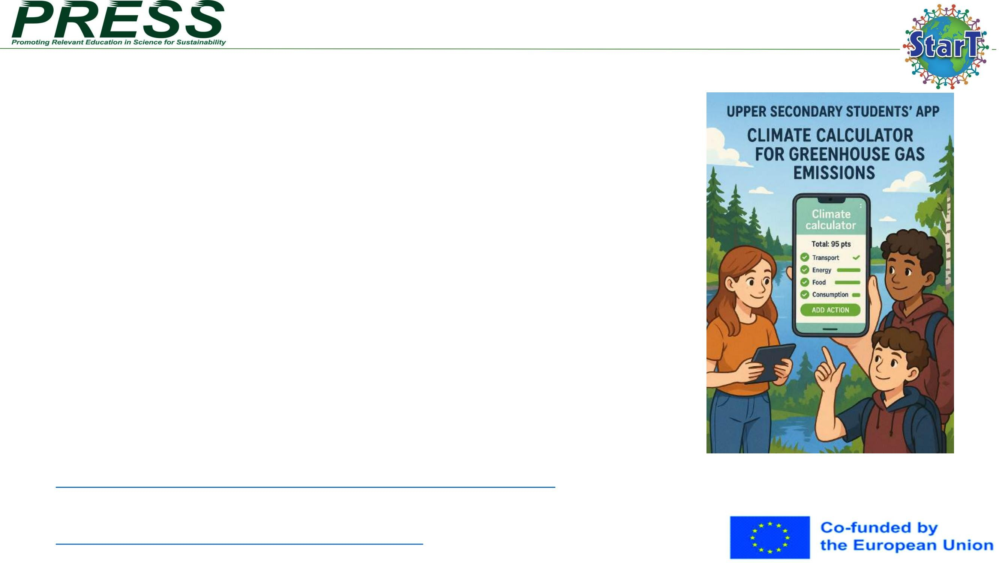 PRESS
Promoting Relevant Education in Science for Sustainability
StarT
UPPER SECONDARY STUDENTS' APP
CLIMATE CALCULATOR
FOR GREENHOUSE GAS
EMISSIONS
Climate
calculator
Total: 95 pts
Transport
Energy
Food
Consumption
ADD ACTION
Co-funded by
the European Union